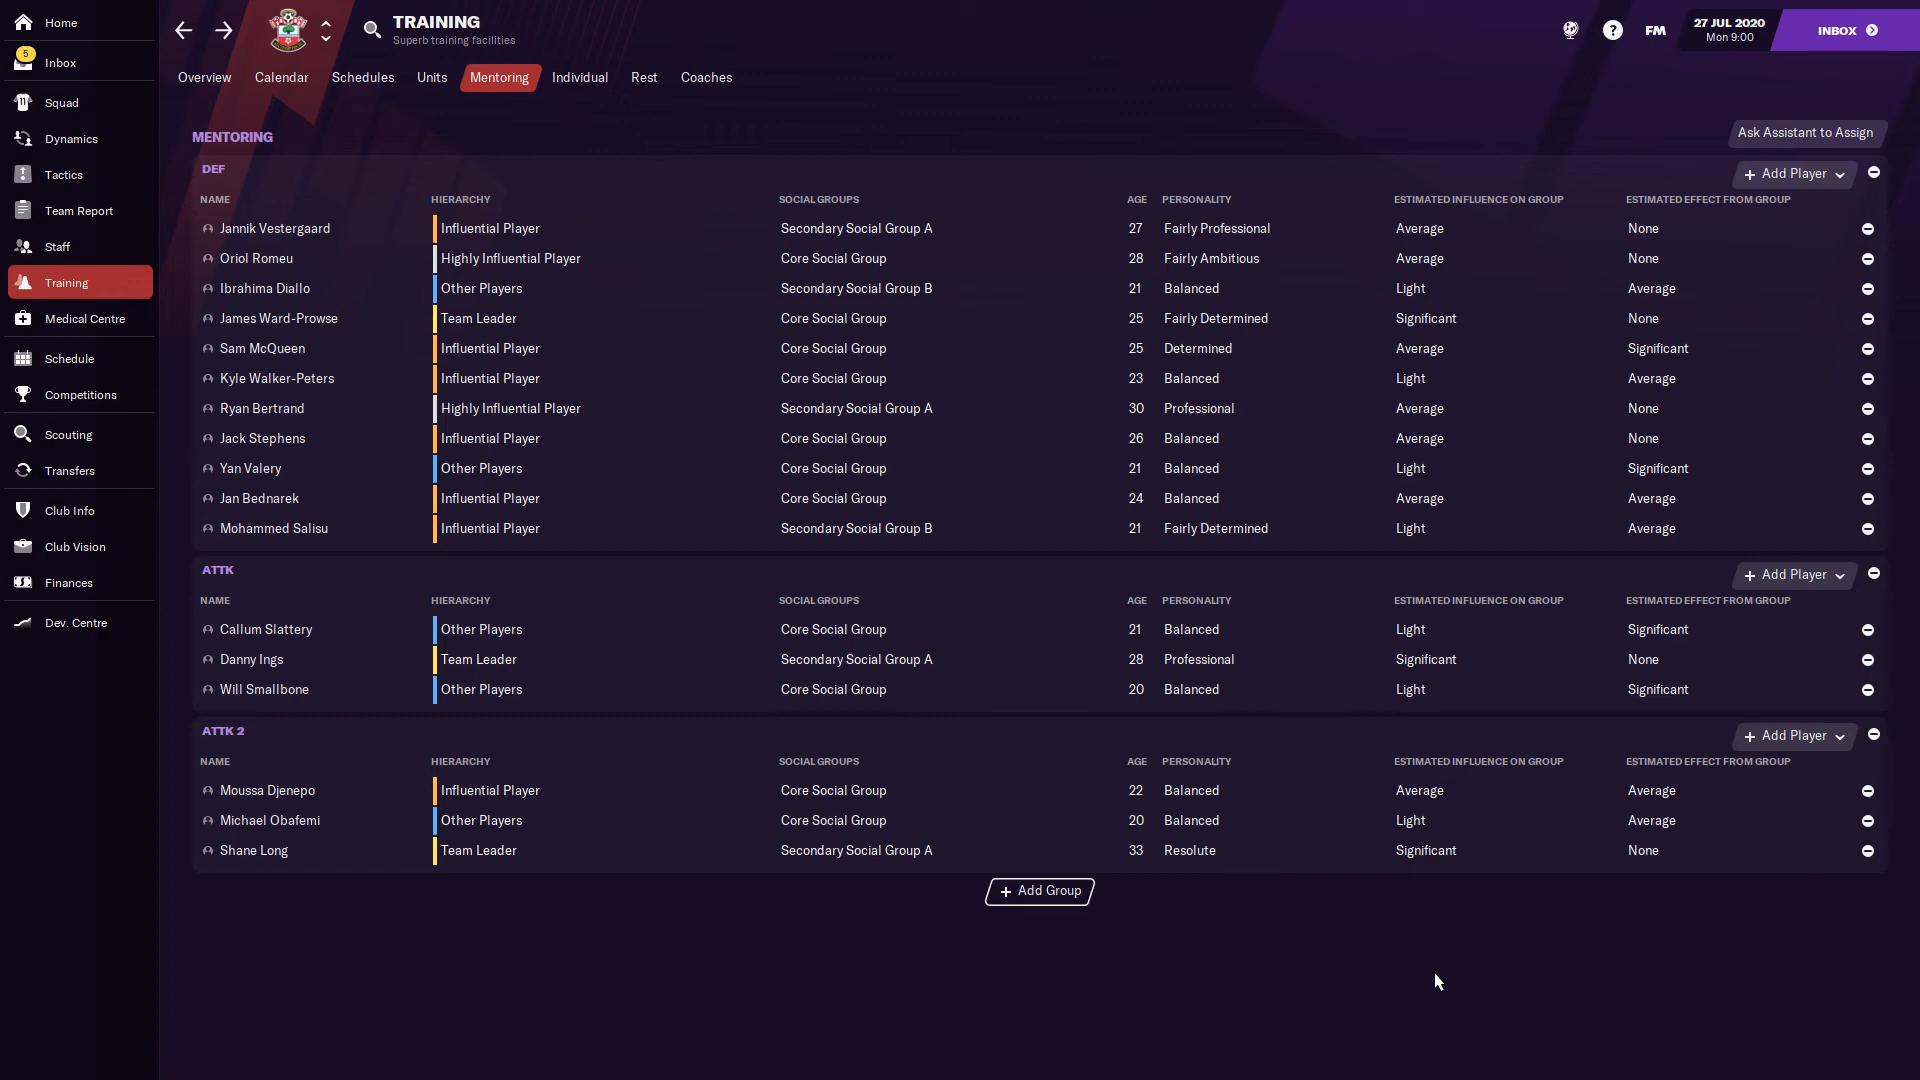 Home
5
Inbox
Squad
Dynamics
Tactics
Team Report
Staff
Training
Medical Centre
Schedule
Competitions
Scouting
Transfers
Club Info
Club Vision
Finances
Dev. Centre
TRAINING
Superb training facilities
? FM 27 JUL 2020
Mon 9:00
INBOX
Overview Calendar Schedules Units Mentoring Individual Rest Coaches
MENTORING
Ask Assistant to Assign
DEF
+ Add Player
NAME HIERARCHY SOCIAL GROUPS AGE PERSONALITY ESTIMATED INFLUENCE ON GROUP ESTIMATED EFFECT FROM GROUP
Jannik Vestergaard Influential Player Secondary Social Group A 27 Fairly Professional Average None
Oriol Romeu Highly Influential Player Core Social Group 28 Fairly Ambitious Average None
Ibrahima Diallo Other Players Secondary Social Group B 21 Balanced Light Average
James Ward-Prowse Team Leader Core Social Group 25 Fairly Determined Significant None
Sam McQueen Influential Player Core Social Group 25 Determined Average Significant
Kyle Walker-Peters Influential Player Core Social Group 23 Balanced Light Average
Ryan Bertrand Highly Influential Player Secondary Social Group A 30 Professional Average None
Jack Stephens Influential Player Core Social Group 26 Balanced Average None
Yan Valery Other Players Core Social Group 21 Balanced Light Significant
Jan Bednarek Influential Player Core Social Group 24 Balanced Average Average
Mohammed Salisu Influential Player Secondary Social Group B 21 Fairly Determined Light Average
ATTK
+ Add Player
NAME HIERARCHY SOCIAL GROUPS AGE PERSONALITY ESTIMATED INFLUENCE ON GROUP ESTIMATED EFFECT FROM GROUP
Callum Slattery Other Players Core Social Group 21 Balanced Light Significant
Danny Ings Team Leader Secondary Social Group A 28 Professional Significant None
Will Smallbone Other Players Core Social Group 20 Balanced Light Significant
ATTK 2
+ Add Player
NAME HIERARCHY SOCIAL GROUPS AGE PERSONALITY ESTIMATED INFLUENCE ON GROUP ESTIMATED EFFECT FROM GROUP
Moussa Djenepo Influential Player Core Social Group 22 Balanced Average Average
Michael Obafemi Other Players Core Social Group 20 Balanced Light Average
Shane Long Team Leader Secondary Social Group A 33 Resolute Significant None
+ Add Group